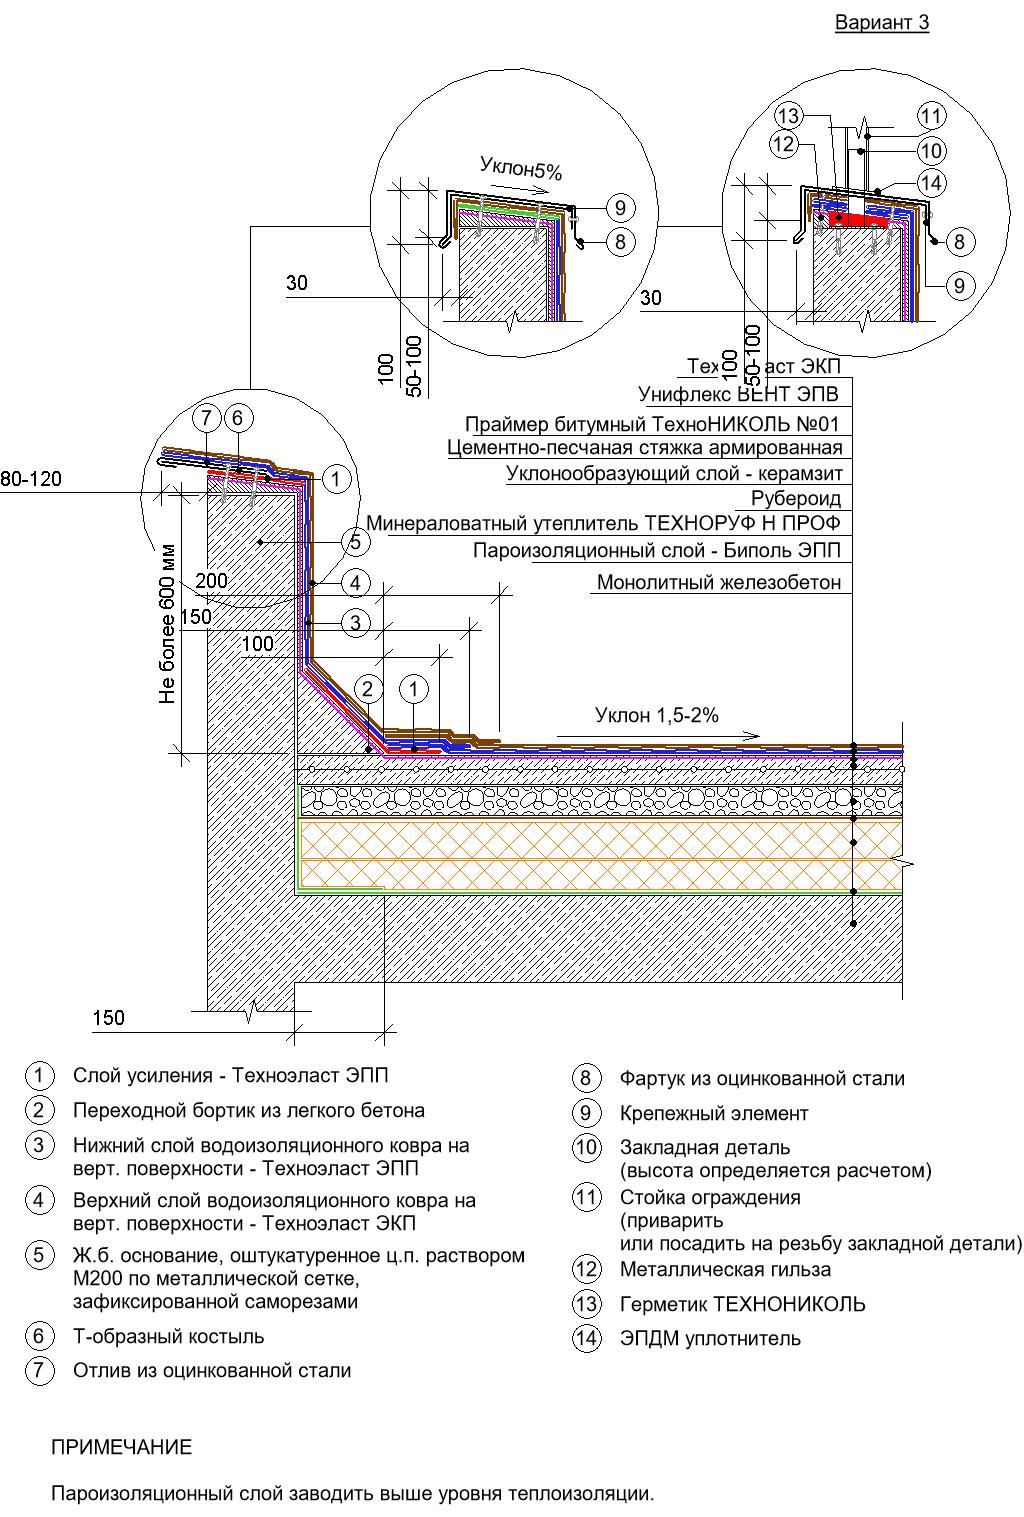 Вариант 3
13
11
12
10
14
Уклон5%
9
8
8
9
30
30
100
50-100
100
50-100
аст ЭКП
Унифлекс ВЕНТ ЭПВ
7
6
Праймер битумный ТехноНИКОЛЬ №01
Цементно-песчаная стяжка армированная
80-120
1
Уклонообразующий слой - керамзит
Рубероид
Минераловатный утеплитель ТЕХНОРУФ Н ПРОФ
5
Пароизоляционный слой - Биполь ЭПП
Не более 600 мм
200
4
Монолитный железобетон
150
3
100
2
1
Уклон 1,5-2%
150
1 Слой усиления - Техноэласт ЭПП
2 Переходной бортик из легкого бетона
3 Нижний слой водоизоляционного ковра на
верт. поверхности - Техноэласт ЭПП
4 Верхний слой водоизоляционного ковра на
верт. поверхности - Техноэласт ЭКП
5 Ж.б. основание, оштукатуренное ц.п. раствором
М200 по металлической сетке,
зафиксированной саморезами
6 Т-образный костыль
7 Отлив из оцинкованной стали
8 Фартук из оцинкованной стали
9 Крепежный элемент
10 Закладная деталь
(высота определяется расчетом)
11 Стойка ограждения
(приварить
или посадить на резьбу закладной детали)
12 Металлическая гильза
13 Герметик ТЕХНОНИКОЛЬ
14 ЭПДМ уплотнитель
ПРИМЕЧАНИЕ
Пароизоляционный слой заводить выше уровня теплоизоляции.